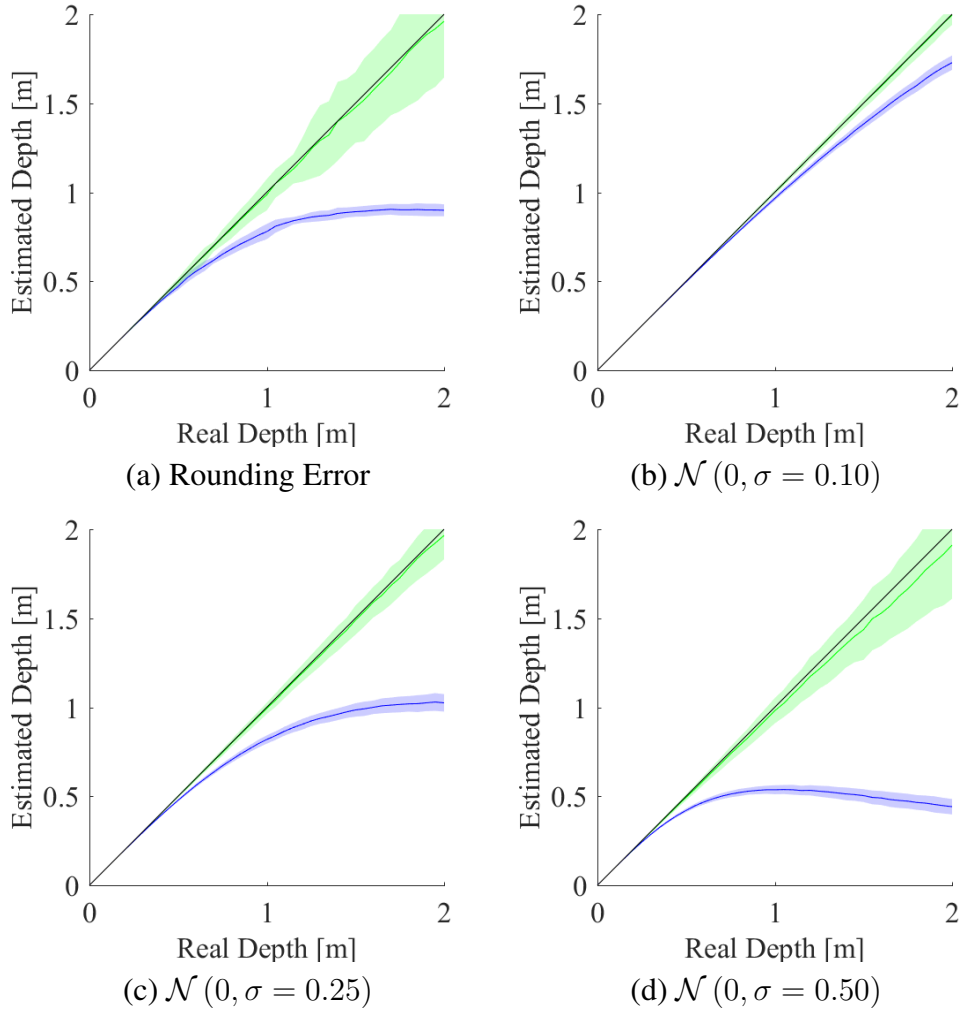 2
1.5
1
0.5
0
Estimated Depth [m]
0 1 2
Real Depth [m]
(a) Rounding Error
2
1.5
1
0.5
0
Estimated Depth [m]
0 1 2
Real Depth [m]
(b) 𝒩 (0, σ = 0.10)
2
1.5
1
0.5
0
Estimated Depth [m]
0 1 2
Real Depth [m]
(c) 𝒩 (0, σ = 0.25)
2
1.5
1
0.5
0
Estimated Depth [m]
0 1 2
Real Depth [m]
(d) 𝒩 (0, σ = 0.50)